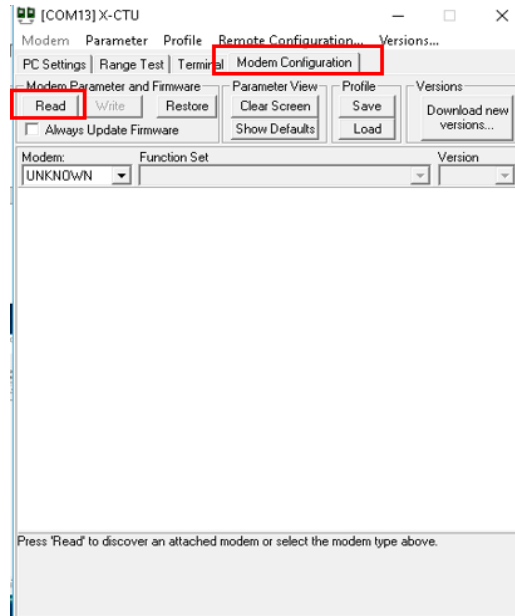 [COM13] X-CTU
Modem Parameter Profile Remote Configuration... Versions...
PC Settings Range Test Terminal Modem Configuration
Modem Parameter and Firmware Parameter View Profile Versions
Read Write Restore Clear Screen Save Download new versions...
Always Update Firmware Show Defaults Load
Modem: Function Set Version
UNKNOWN
Press 'Read' to discover an attached modem or select the modem type above.